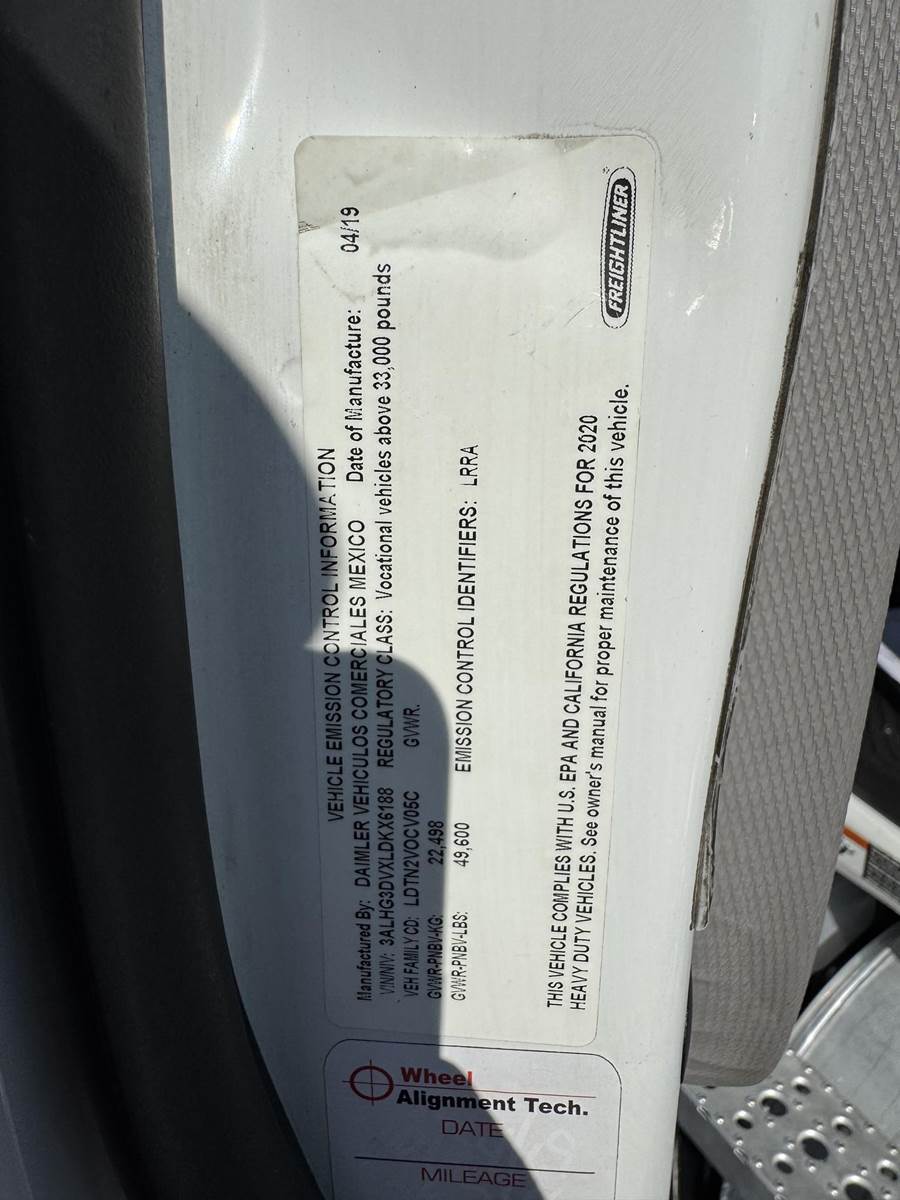 VEHICLE EMISSION CONTROL INFORMATION
Manufactured By: DAIMLER VEHICULOS COMERCIALES MEXICO Date of Manufacture: 04/19
VIN/NIV: 3ALHG3DVXLDKX6188 REGULATORY CLASS: Vocational vehicles above 33,000 pounds
VEH FAMILY CD: LDTN2VOCV05C GVWR.
GVWR-PNBV-KG: 22,498
GVWR-PNBV-LBS: 49,600 EMISSION CONTROL IDENTIFIERS: LRRA
THIS VEHICLE COMPLIES WITH U.S. EPA AND CALIFORNIA REGULATIONS FOR 2020
HEAVY DUTY VEHICLES. See owner's manual for proper maintenance of this vehicle.
FREIGHTLINER
Wheel
Alignment Tech.
DATE
MILEAGE